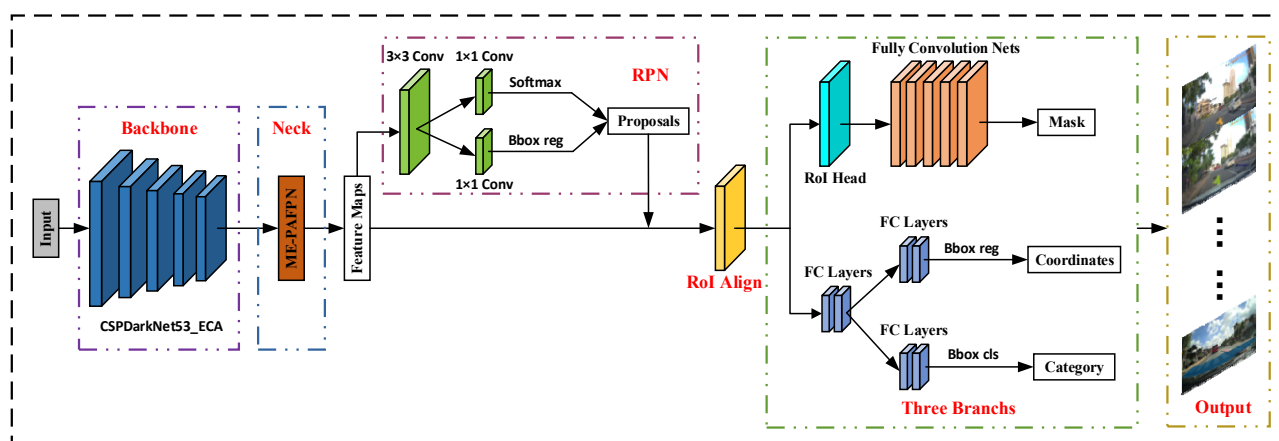 Backbone
Input
CSPDarkNet53_ECA
Neck
ME-PAFPN
Feature Maps
3×3 Conv
1×1 Conv
RPN
Softmax
Bbox reg
1×1 Conv
Proposals
RoI Align
Fully Convolution Nets
RoI Head
Mask
FC Layers
FC Layers
Bbox reg
Coordinates
FC Layers
Bbox cls
Category
Three Branchs
Output